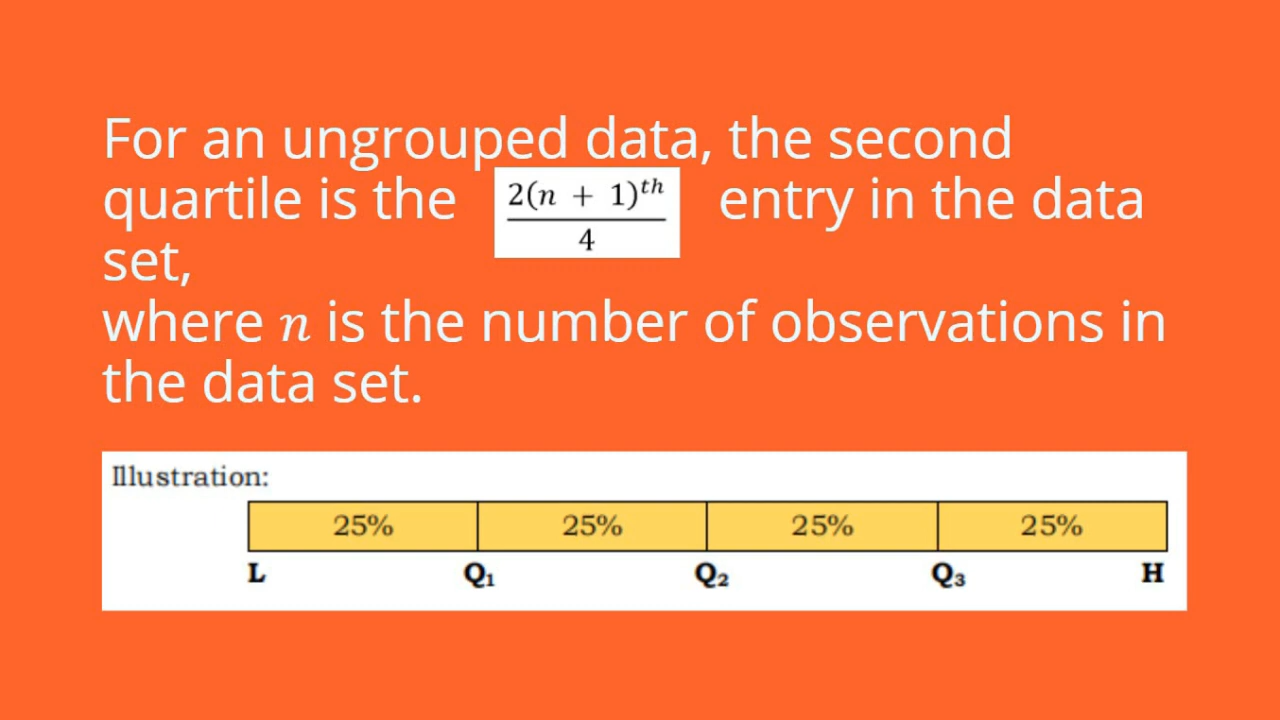 For an ungrouped data, the second
quartile is the 2(n + 1)th / 4 entry in the data
set,
where n is the number of observations in
the data set.
Illustration:
25% 25% 25% 25%
L Q₁ Q₂ Q₃ H